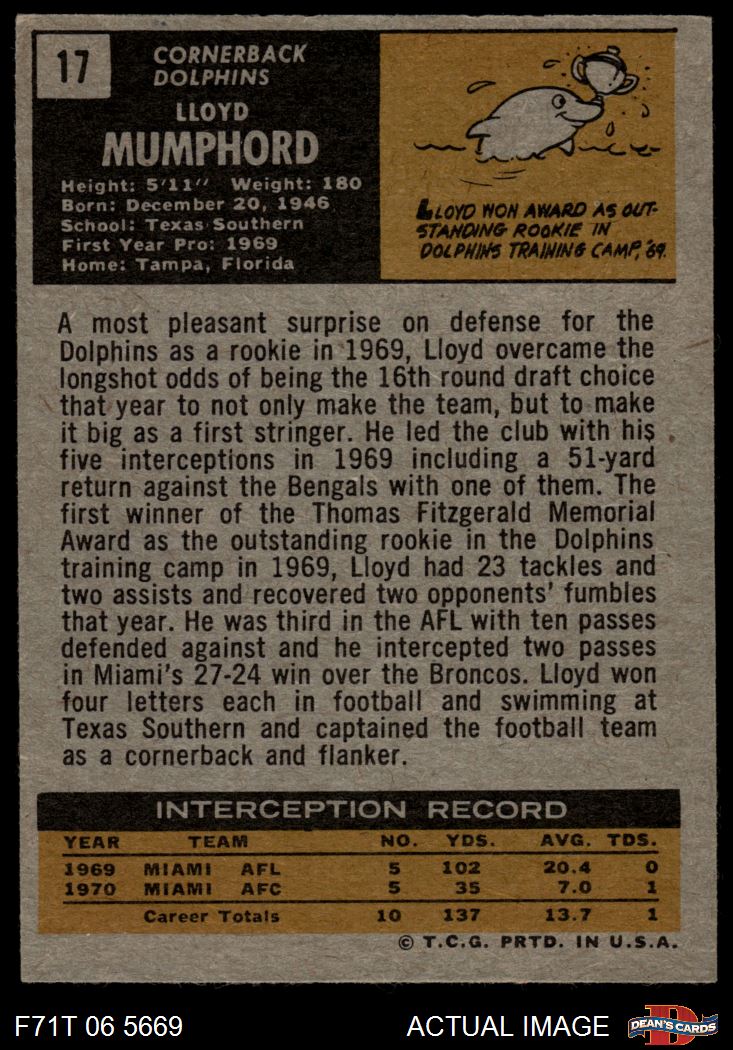 17
CORNERBACK
DOLPHINS
LLOYD
MUMPHORD
Height: 5'11" Weight: 180
Born: December 20, 1946
School: Texas Southern
First Year Pro: 1969
Home: Tampa, Florida
LLOYD WON AWARD AS OUT-
STANDING ROOKIE IN
DOLPHINS TRAINING CAMP, '69.
A most pleasant surprise on defense for the
Dolphins as a rookie in 1969, Lloyd overcame the
longshot odds of being the 16th round draft choice
that year to not only make the team, but to make
it big as a first stringer. He led the club with his
five interceptions in 1969 including a 51-yard
return against the Bengals with one of them. The
first winner of the Thomas Fitzgerald Memorial
Award as the outstanding rookie in the Dolphins
training camp in 1969, Lloyd had 23 tackles and
two assists and recovered two opponents' fumbles
that year. He was third in the AFL with ten passes
defended against and he intercepted two passes
in Miami's 27-24 win over the Broncos. Lloyd won
four letters each in football and swimming at
Texas Southern and captained the football team
as a cornerback and flanker.
INTERCEPTION RECORD
YEAR TEAM NO. YDS. AVG. TDS.
1969 MIAMI AFL 5 102 20.4 0
1970 MIAMI AFC 5 35 7.0 1
Career Totals 10 137 13.7 1
© T.C.G. PRTD. IN U.S.A.
F71T 06 5669 ACTUAL IMAGE D DEAN'S CARDS